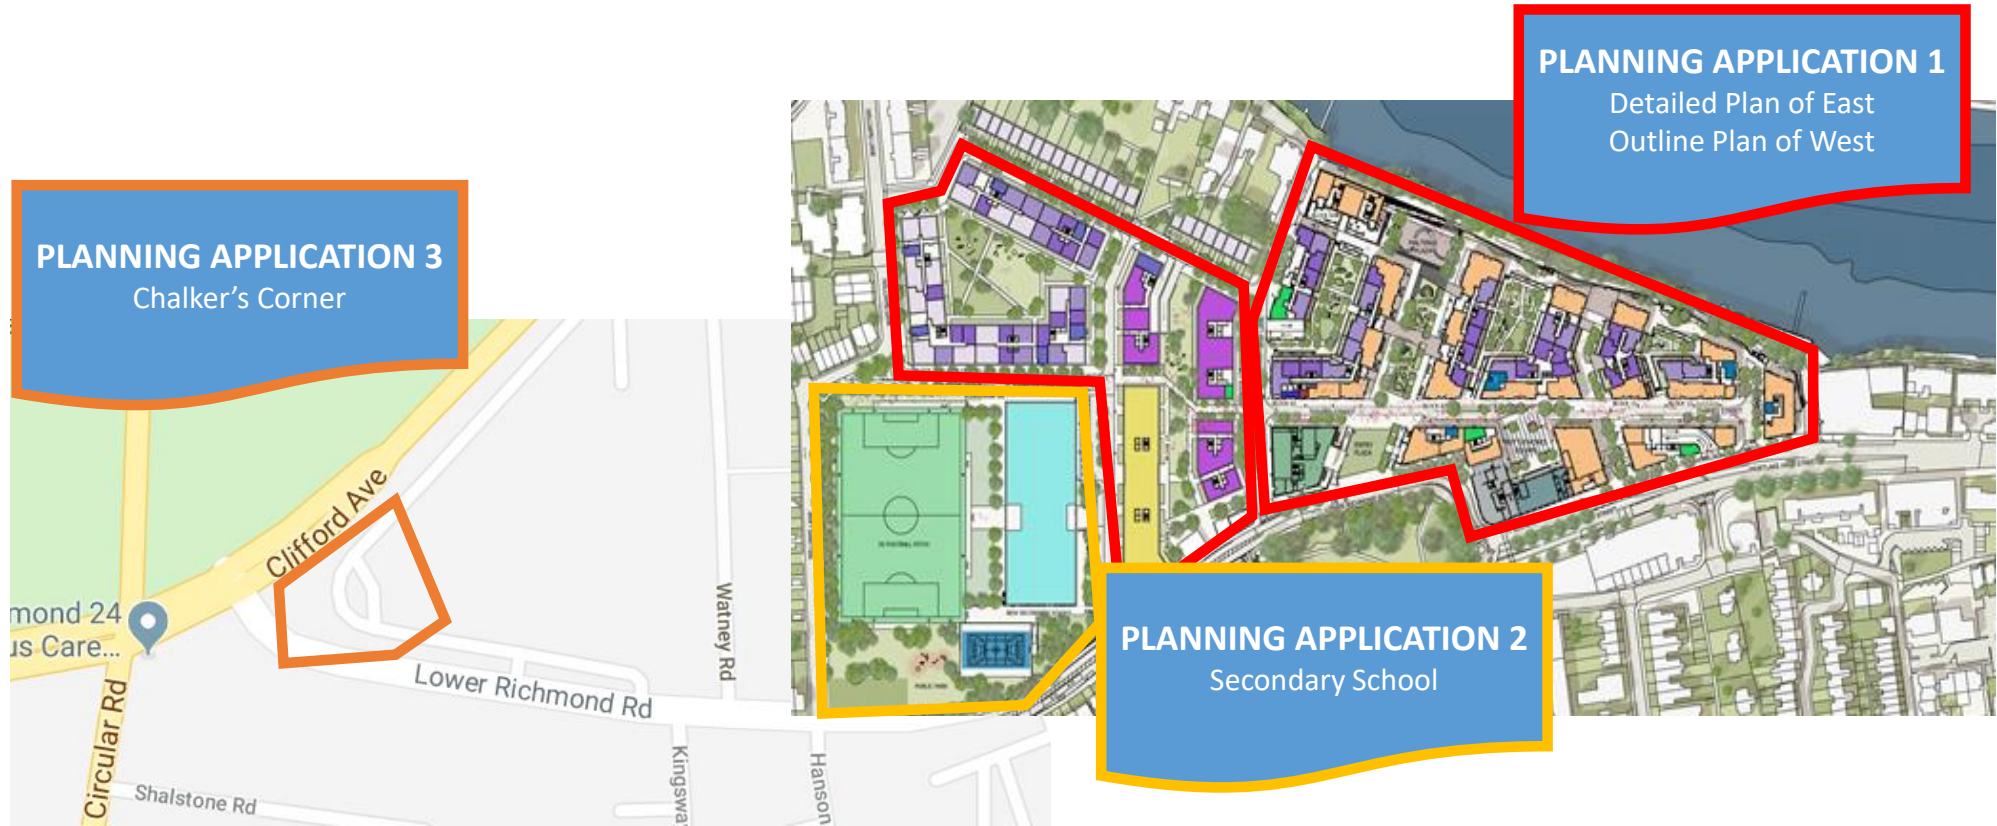 PLANNING APPLICATION 1
Detailed Plan of East
Outline Plan of West
PLANNING APPLICATION 3
Chalker's Corner
PLANNING APPLICATION 2
Secondary School
Clifford Ave
mond 24
us Care...
Circular Rd
Lower Richmond Rd
Watney Rd
Shalstone Rd
Kingswa
Hanson
PUBLIC PARK